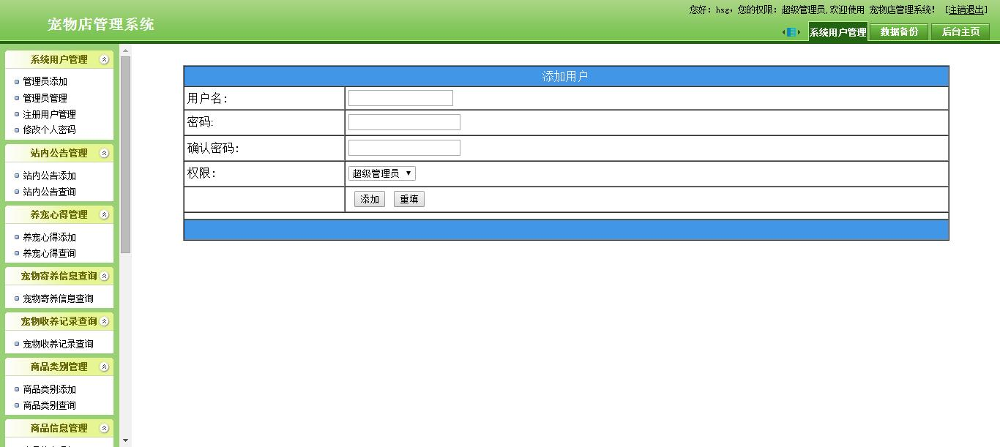 您好：hsg，您的权限：超级管理员,欢迎使用 宠物店管理系统！ [注销退出]
宠物店管理系统
系统用户管理 数据备份 后台主页
系统用户管理
管理员添加
管理员管理
注册用户管理
修改个人密码
站内公告管理
站内公告添加
站内公告查询
养宠心得管理
养宠心得添加
养宠心得查询
宠物寄养信息查询
宠物寄养信息查询
宠物收养记录查询
宠物收养记录查询
商品类别管理
商品类别添加
商品类别查询
商品信息管理
添加用户
用户名：
密码:
确认密码：
权限：
超级管理员
添加 重填